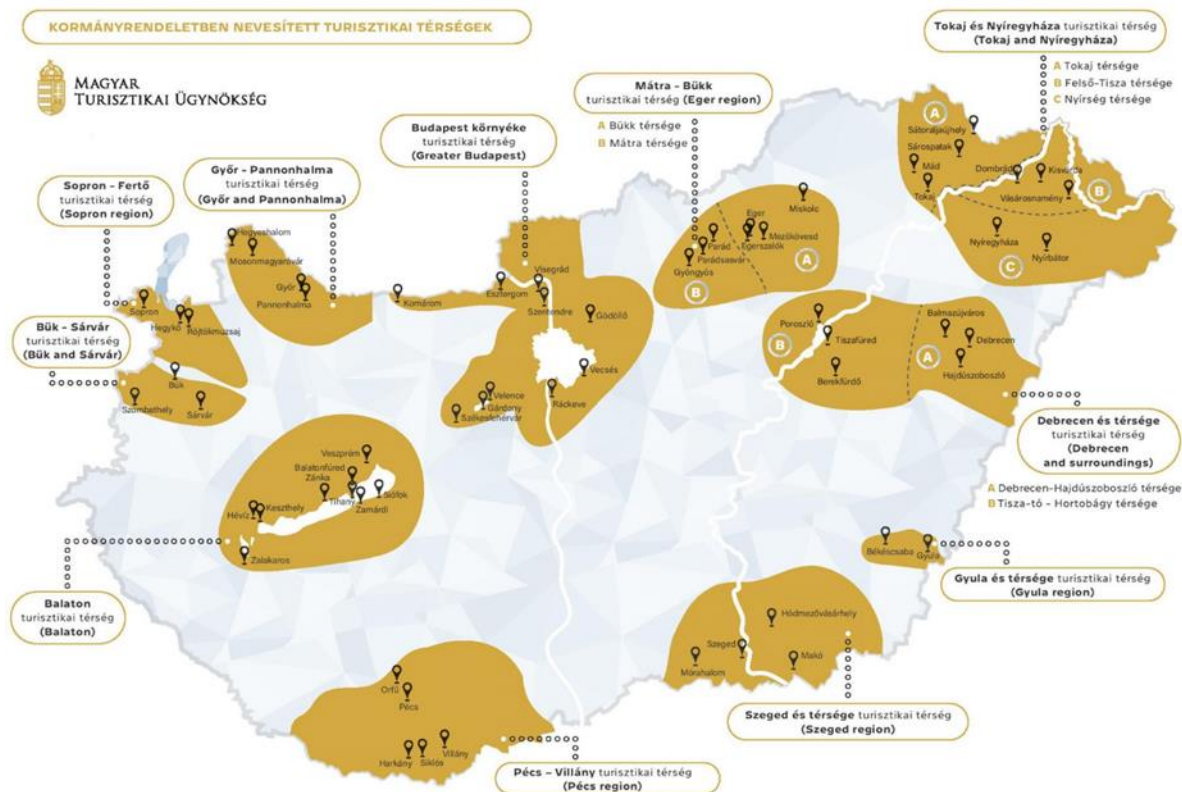 KORMÁNYRENDELETBEN NEVESÍTETT TURISZTIKAI TÉRSÉGEK
MAGYAR
TURISZTIKAI ÜGYNÖKSÉG
Tokaj és Nyíregyháza turisztikai térség
(Tokaj and Nyíregyháza)
A Tokaj térsége
B Felső-Tisza térsége
C Nyírség térsége
Mátra – Bükk
turisztikai térség (Eger region)
A Bükk térsége
B Mátra térsége
Budapest környéke
turisztikai térség
(Greater Budapest)
Győr – Pannonhalma
turisztikai térség
(Győr and Pannonhalma)
Sopron – Fertő
turisztikai térség
(Sopron region)
Bük – Sárvár
turisztikai térség
(Bük and Sárvár)
Balaton
turisztikai térség
(Balaton)
Pécs – Villány turisztikai térség
(Pécs region)
Szeged és térsége turisztikai térség
(Szeged region)
Gyula és térsége turisztikai térség
(Gyula region)
Debrecen és térsége
turisztikai térség
(Debrecen
and surroundings)
A Debrecen-Hajdúszoboszló térsége
B Tisza-tó – Hortobágy térsége
A
Sátoraljaújhely
Sárospatak
Mád
Tokaj
Dombrád
Kisvárda
Vásárosnamény
B
Nyíregyháza
Nyírbátor
C
Miskolc
Eger
Egerszalók
Mezőkövesd
Parád
Parádsasvár
Gyöngyös
A
B
Poroszló
Tiszafüred
Berekfürdő
B
Balmazújváros
Debrecen
Hajdúszoboszló
A
Hegyeshalom
Mosonmagyaróvár
Győr
Pannonhalma
Komárom
Esztergom
Visegrád
Szentendre
Gödöllő
Vecsés
Ráckeve
Velence
Gárdony
Székesfehérvár
Sopron
Hegykő
Röjtökmuzsaj
Bük
Szombathely
Sárvár
Veszprém
Balatonfüred
Zánka
Tihany
Siófok
Zamárdi
Keszthely
Hévíz
Zalakaros
Békéscsaba
Gyula
Hódmezővásárhely
Szeged
Mórahalom
Makó
Orfű
Pécs
Harkány
Siklós
Villány